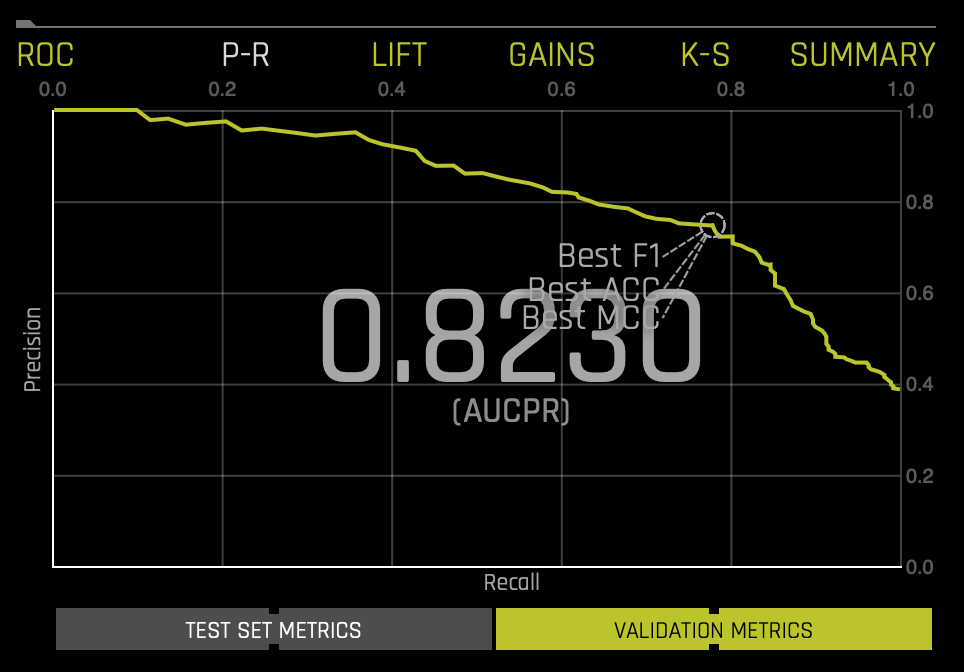 ROC P-R LIFT GAINS K-S SUMMARY
0.0 0.2 0.4 0.6 0.8 1.0
1.0
0.8
Best F1
Best ACC
0.6
Best MCC
0.8230
Precision
0.4
(AUCPR)
0.2
0.0
Recall
TEST SET METRICS VALIDATION METRICS